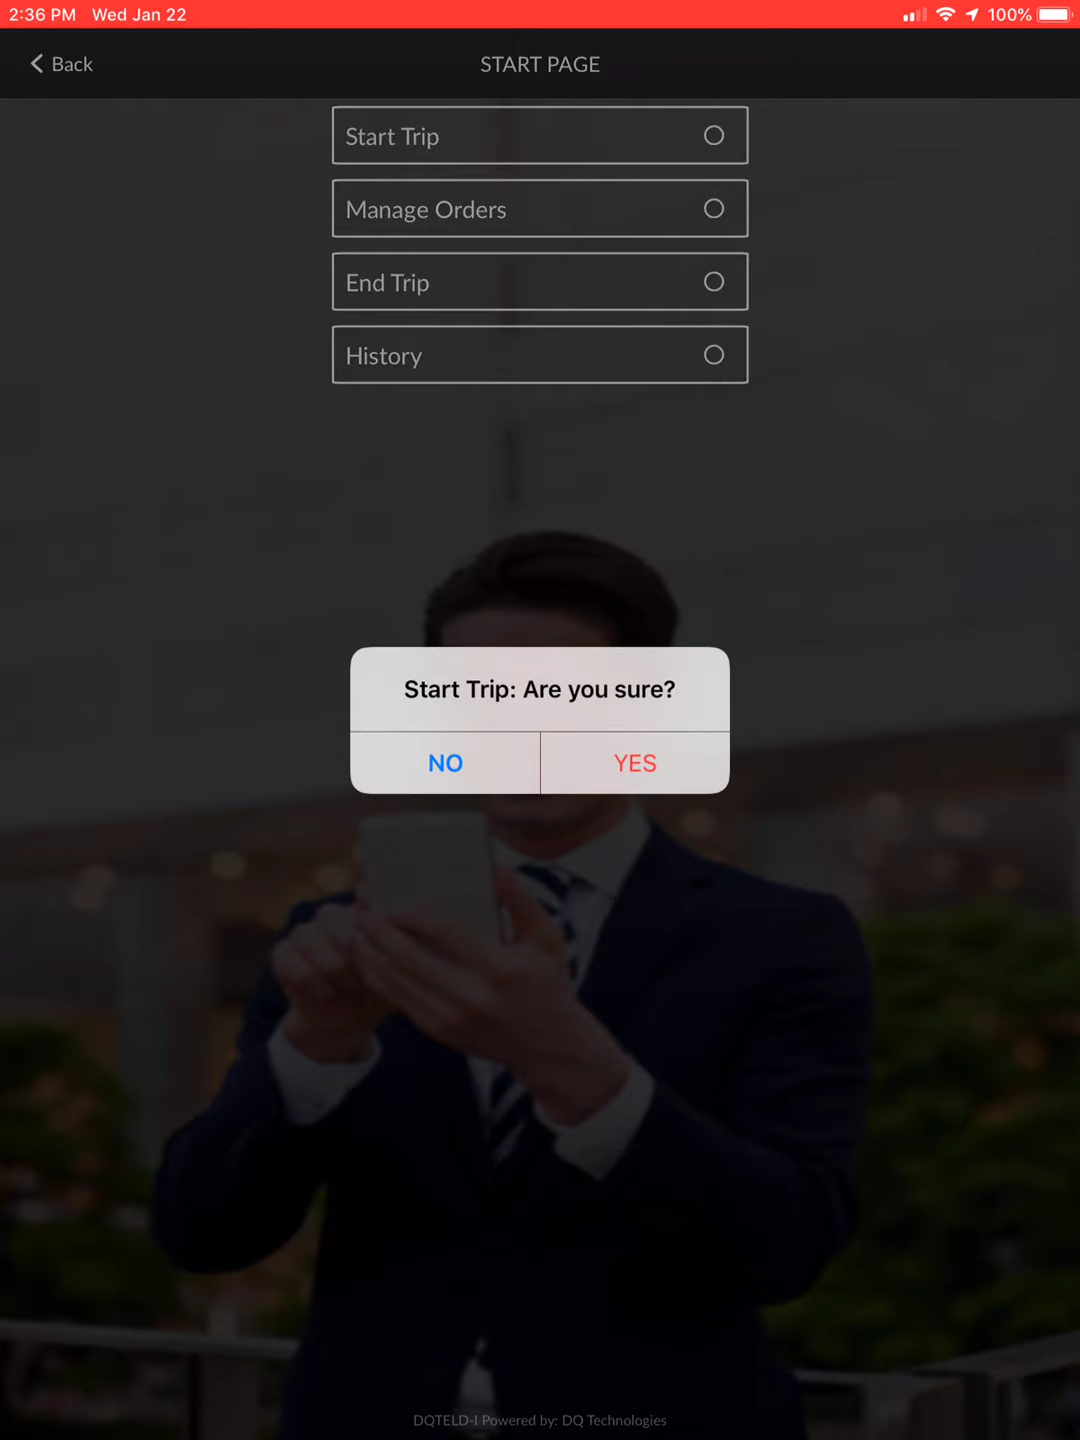 2:36 PM Wed Jan 22 100%
Back START PAGE
Start Trip
Manage Orders
End Trip
History
Start Trip: Are you sure?
NO YES
DQTELD-I Powered by: DQ Technologies